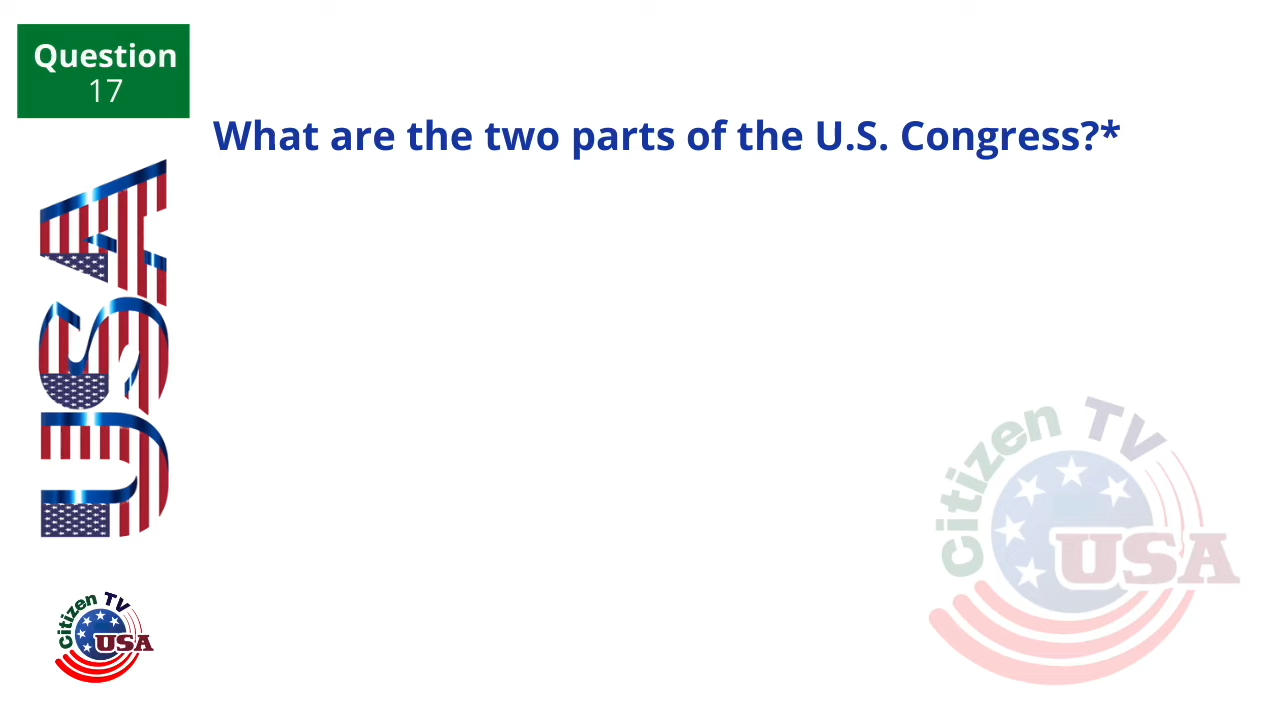 Question
17
What are the two parts of the U.S. Congress?*
USA
Citizen TV
USA
Citizen TV
USA